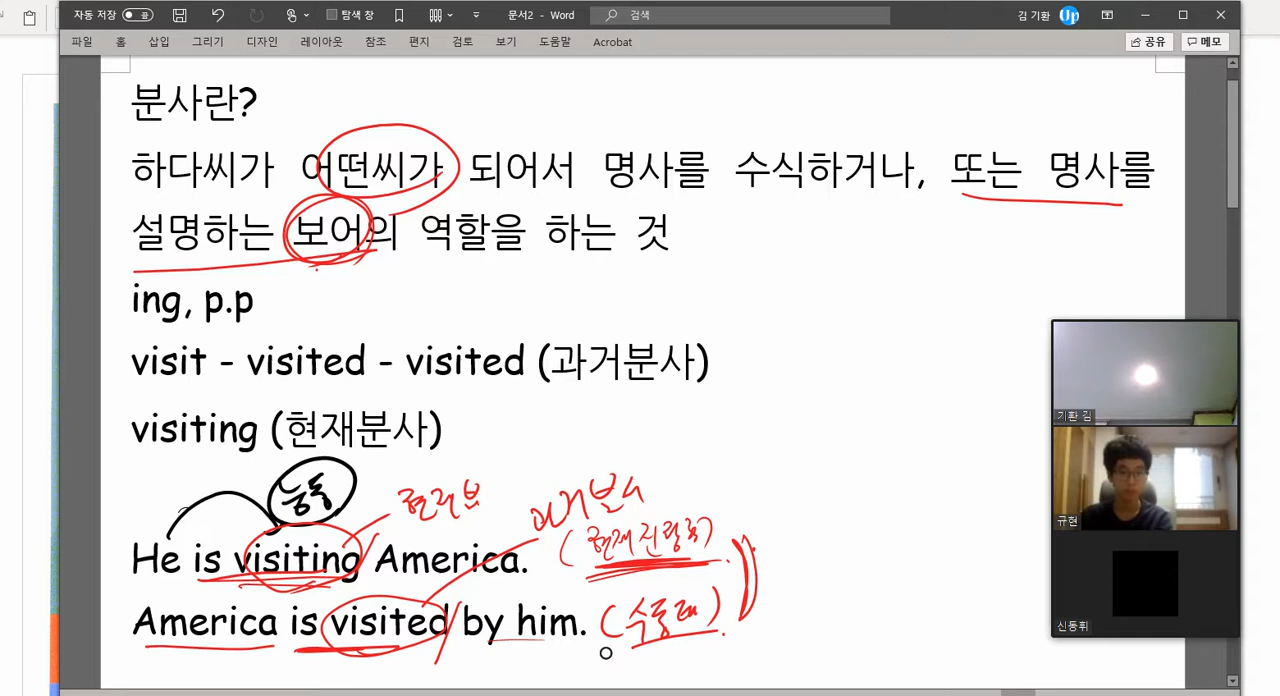 자동 저장 끔 탐색 창 문서2 - Word 검색 김 기환 Up
파일 홈 삽입 그리기 디자인 레이아웃 참조 편지 검토 보기 도움말 Acrobat 공유 메모
분사란?
하다씨가 어떤씨가 되어서 명사를 수식하거나, 또는 명사를
설명하는 보어의 역할을 하는 것
ing, p.p
visit - visited - visited (과거분사)
visiting (현재분사)
능동
과거분사
(현재진행형)
He is visiting America.
America is visited by him. (수동태)
기환 김
규현
신동휘